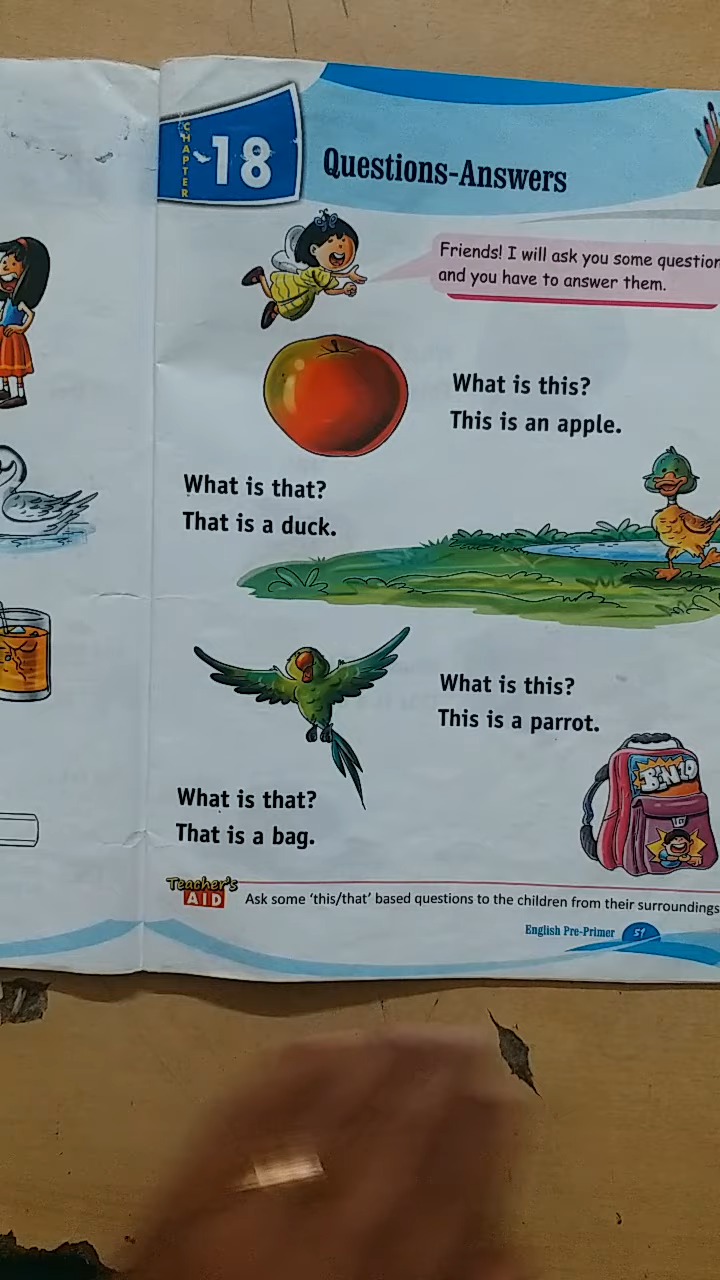 CHAPTER 18
Questions-Answers
Friends! I will ask you some question
and you have to answer them.
What is this?
This is an apple.
What is that?
That is a duck.
What is this?
This is a parrot.
BINGO
What is that?
That is a bag.
Teacher's
AID
Ask some 'this/that' based questions to the children from their surroundings
English Pre-Primer 51